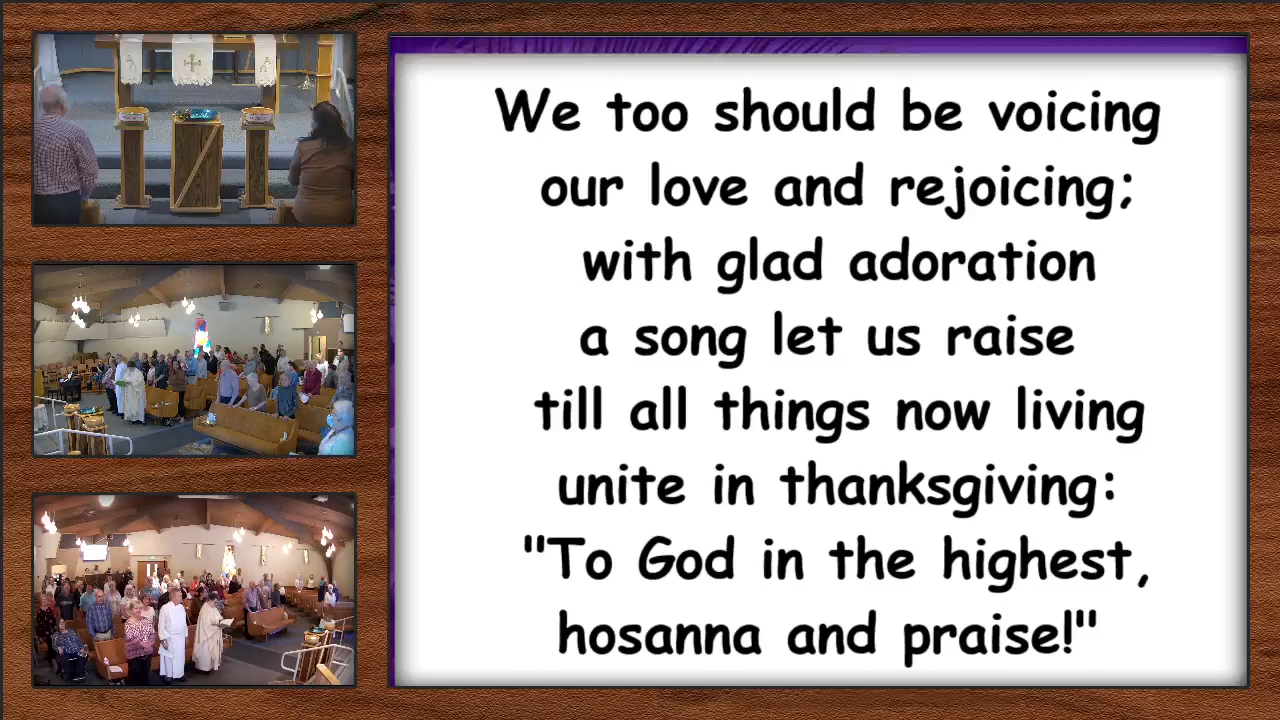 We too should be voicing
our love and rejoicing;
with glad adoration
a song let us raise
till all things now living
unite in thanksgiving:
"To God in the highest,
hosanna and praise!"